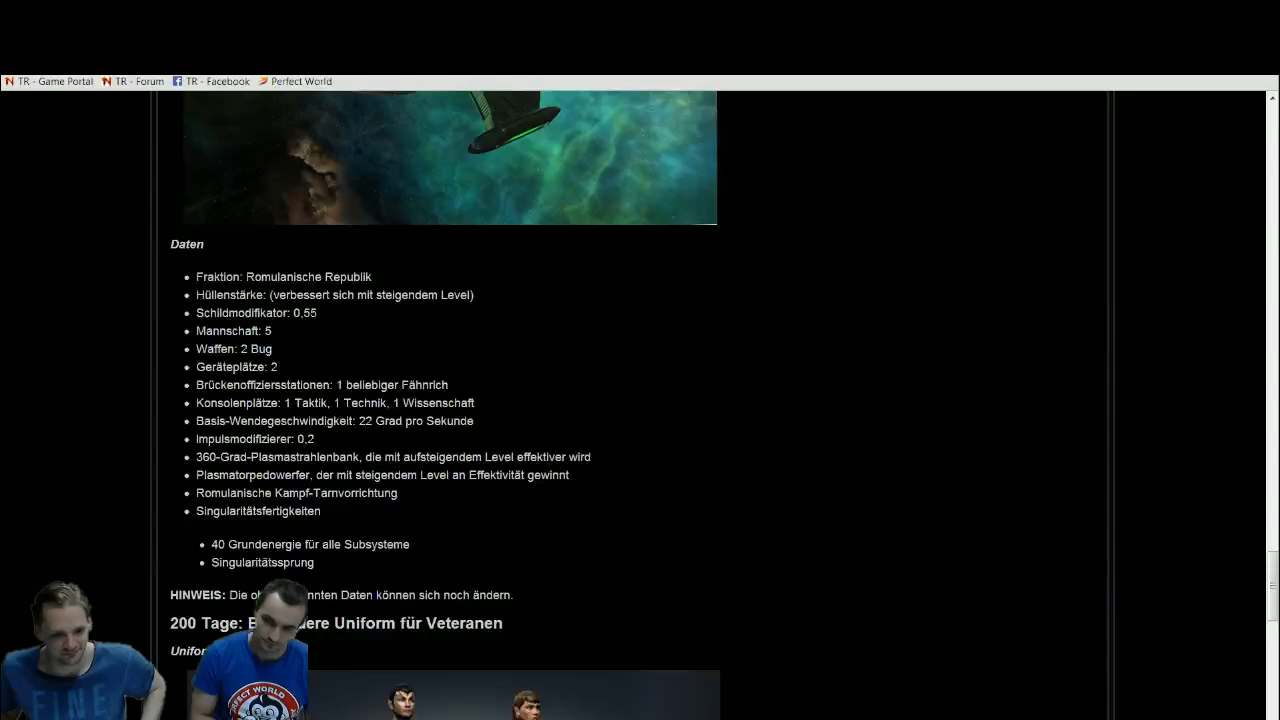 TR - Game Portal TR - Forum TR - Facebook Perfect World
Daten
Fraktion: Romulanische Republik
Hüllenstärke: (verbessert sich mit steigendem Level)
Schildmodifikator: 0,55
Mannschaft: 5
Waffen: 2 Bug
Geräteplätze: 2
Brückenoffiziersstationen: 1 beliebiger Fähnrich
Konsolenplätze: 1 Taktik, 1 Technik, 1 Wissenschaft
Basis-Wendegeschwindigkeit: 22 Grad pro Sekunde
Impulsmodifizierer: 0,2
360-Grad-Plasmastrahlenbank, die mit aufsteigendem Level effektiver wird
Plasmatorpedowerfer, der mit steigendem Level an Effektivität gewinnt
Romulanische Kampf-Tarnvorrichtung
Singularitätsfertigkeiten
40 Grundenergie für alle Subsysteme
Singularitätssprung
HINWEIS: Die Daten können sich noch ändern.
200 Tage: Uniform für Veteranen
FINE
PERFECT WORLD